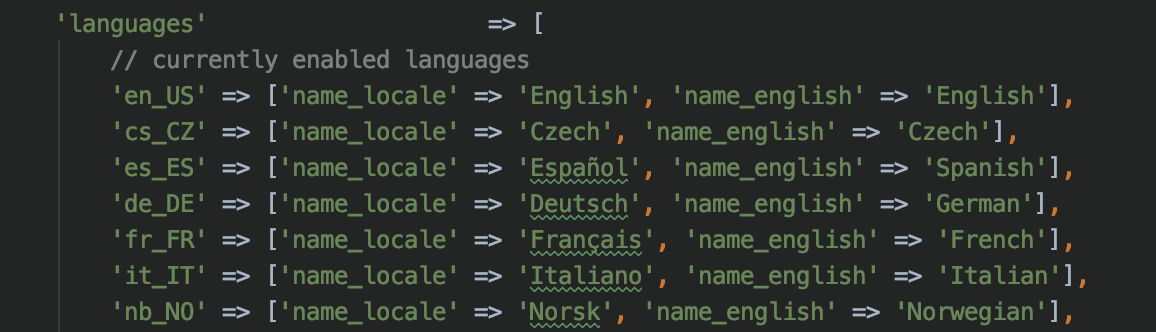 'languages' => [
// currently enabled languages
'en_US' => ['name_locale' => 'English', 'name_english' => 'English'],
'cs_CZ' => ['name_locale' => 'Czech', 'name_english' => 'Czech'],
'es_ES' => ['name_locale' => 'Español', 'name_english' => 'Spanish'],
'de_DE' => ['name_locale' => 'Deutsch', 'name_english' => 'German'],
'fr_FR' => ['name_locale' => 'Français', 'name_english' => 'French'],
'it_IT' => ['name_locale' => 'Italiano', 'name_english' => 'Italian'],
'nb_NO' => ['name_locale' => 'Norsk', 'name_english' => 'Norwegian'],